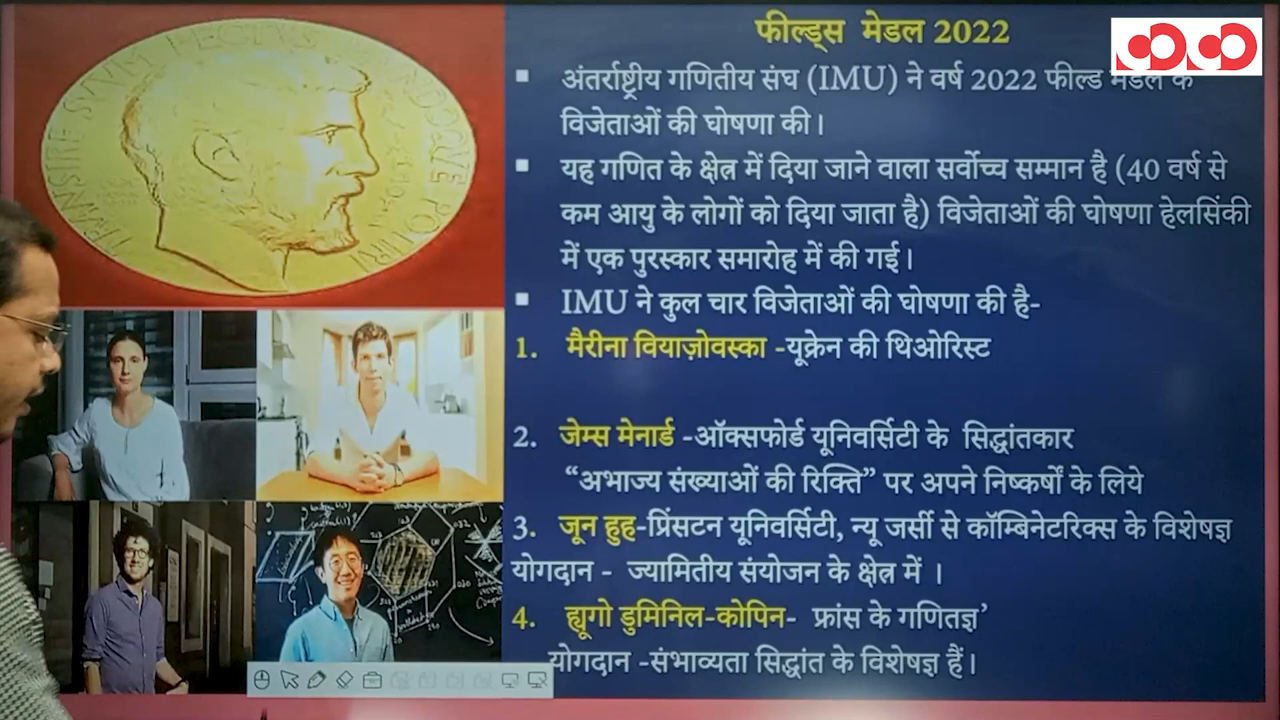 फील्ड्स मेडल 2022
अंतर्राष्ट्रीय गणितीय संघ (IMU) ने वर्ष 2022 फील्ड मेडल के
विजेताओं की घोषणा की।
यह गणित के क्षेत्र में दिया जाने वाला सर्वोच्च सम्मान है (40 वर्ष से
कम आयु के लोगों को दिया जाता है) विजेताओं की घोषणा हेलसिंकी
में एक पुरस्कार समारोह में की गई।
IMU ने कुल चार विजेताओं की घोषणा की है-
1. मैरीना वियाज़ोवस्का -यूक्रेन की थिओरिस्ट
2. जेम्स मेनार्ड -ऑक्सफोर्ड यूनिवर्सिटी के सिद्धांतकार
“अभाज्य संख्याओं की रिक्ति” पर अपने निष्कर्षों के लिये
3. जून हुह-प्रिंसटन यूनिवर्सिटी, न्यू जर्सी से कॉम्बिनेटरिक्स के विशेषज्ञ
योगदान - ज्यामितीय संयोजन के क्षेत्र में ।
4. ह्यूगो डुमिनिल-कोपिन- फ्रांस के गणितज्ञ’
योगदान -संभाव्यता सिद्धांत के विशेषज्ञ हैं।